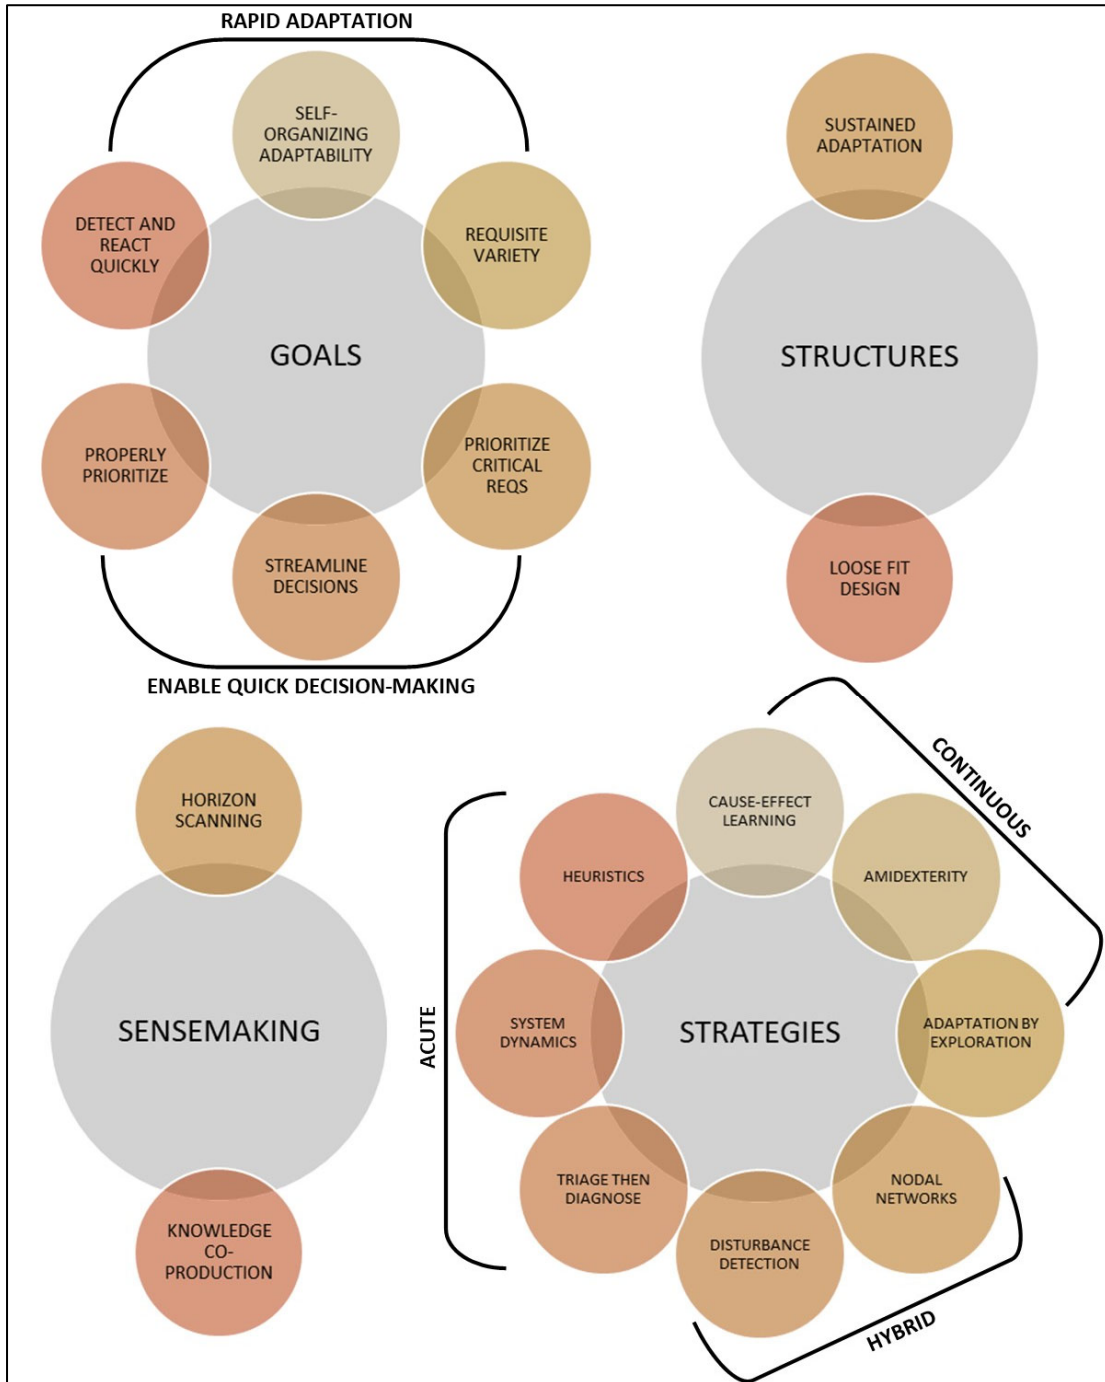 RAPID ADAPTATION
SELF-
ORGANIZING
ADAPTABILITY
DETECT AND
REACT
QUICKLY
REQUISITE
VARIETY
GOALS
PROPERLY
PRIORITIZE
PRIORITIZE
CRITICAL
REQS
STREAMLINE
DECISIONS
ENABLE QUICK DECISION-MAKING
SUSTAINED
ADAPTATION
STRUCTURES
LOOSE FIT
DESIGN
HORIZON
SCANNING
SENSEMAKING
KNOWLEDGE
CO-
PRODUCTION
CONTINUOUS
CAUSE-EFFECT
LEARNING
HEURISTICS
AMIDEXTERITY
ACUTE
SYSTEM
DYNAMICS
STRATEGIES
ADAPTATION BY
EXPLORATION
TRIAGE THEN
DIAGNOSE
NODAL
NETWORKS
DISTURBANCE
DETECTION
HYBRID